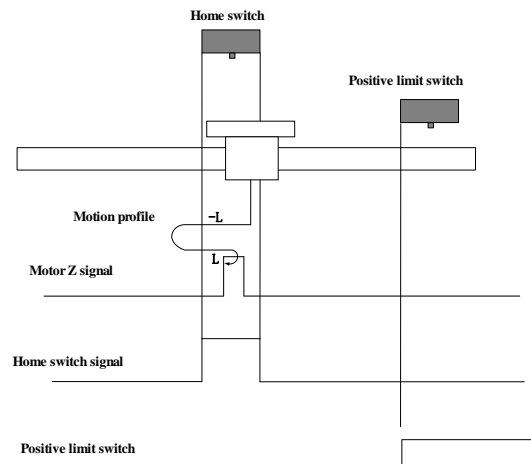 Home switch
Positive limit switch
Motion profile
-L
L
Motor Z signal
Home switch signal
Positive limit switch